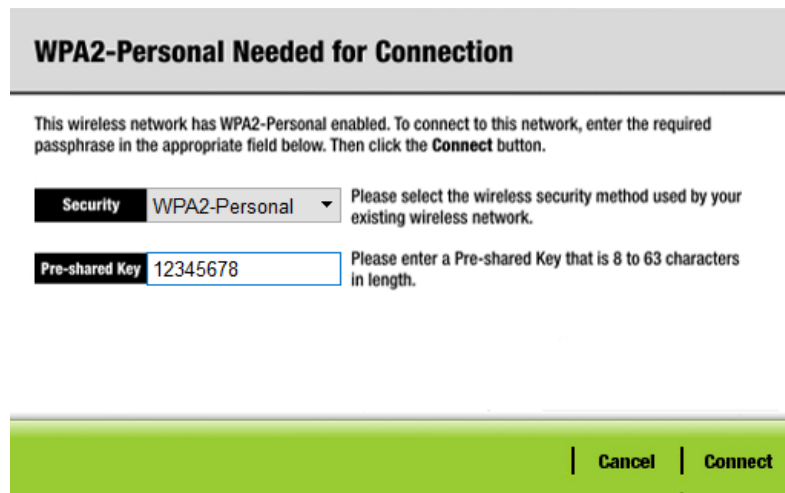 WPA2-Personal Needed for Connection
This wireless network has WPA2-Personal enabled. To connect to this network, enter the required
passphrase in the appropriate field below. Then click the Connect button.
Security WPA2-Personal Please select the wireless security method used by your
existing wireless network.
Pre-shared Key 12345678 Please enter a Pre-shared Key that is 8 to 63 characters
in length.
Cancel Connect